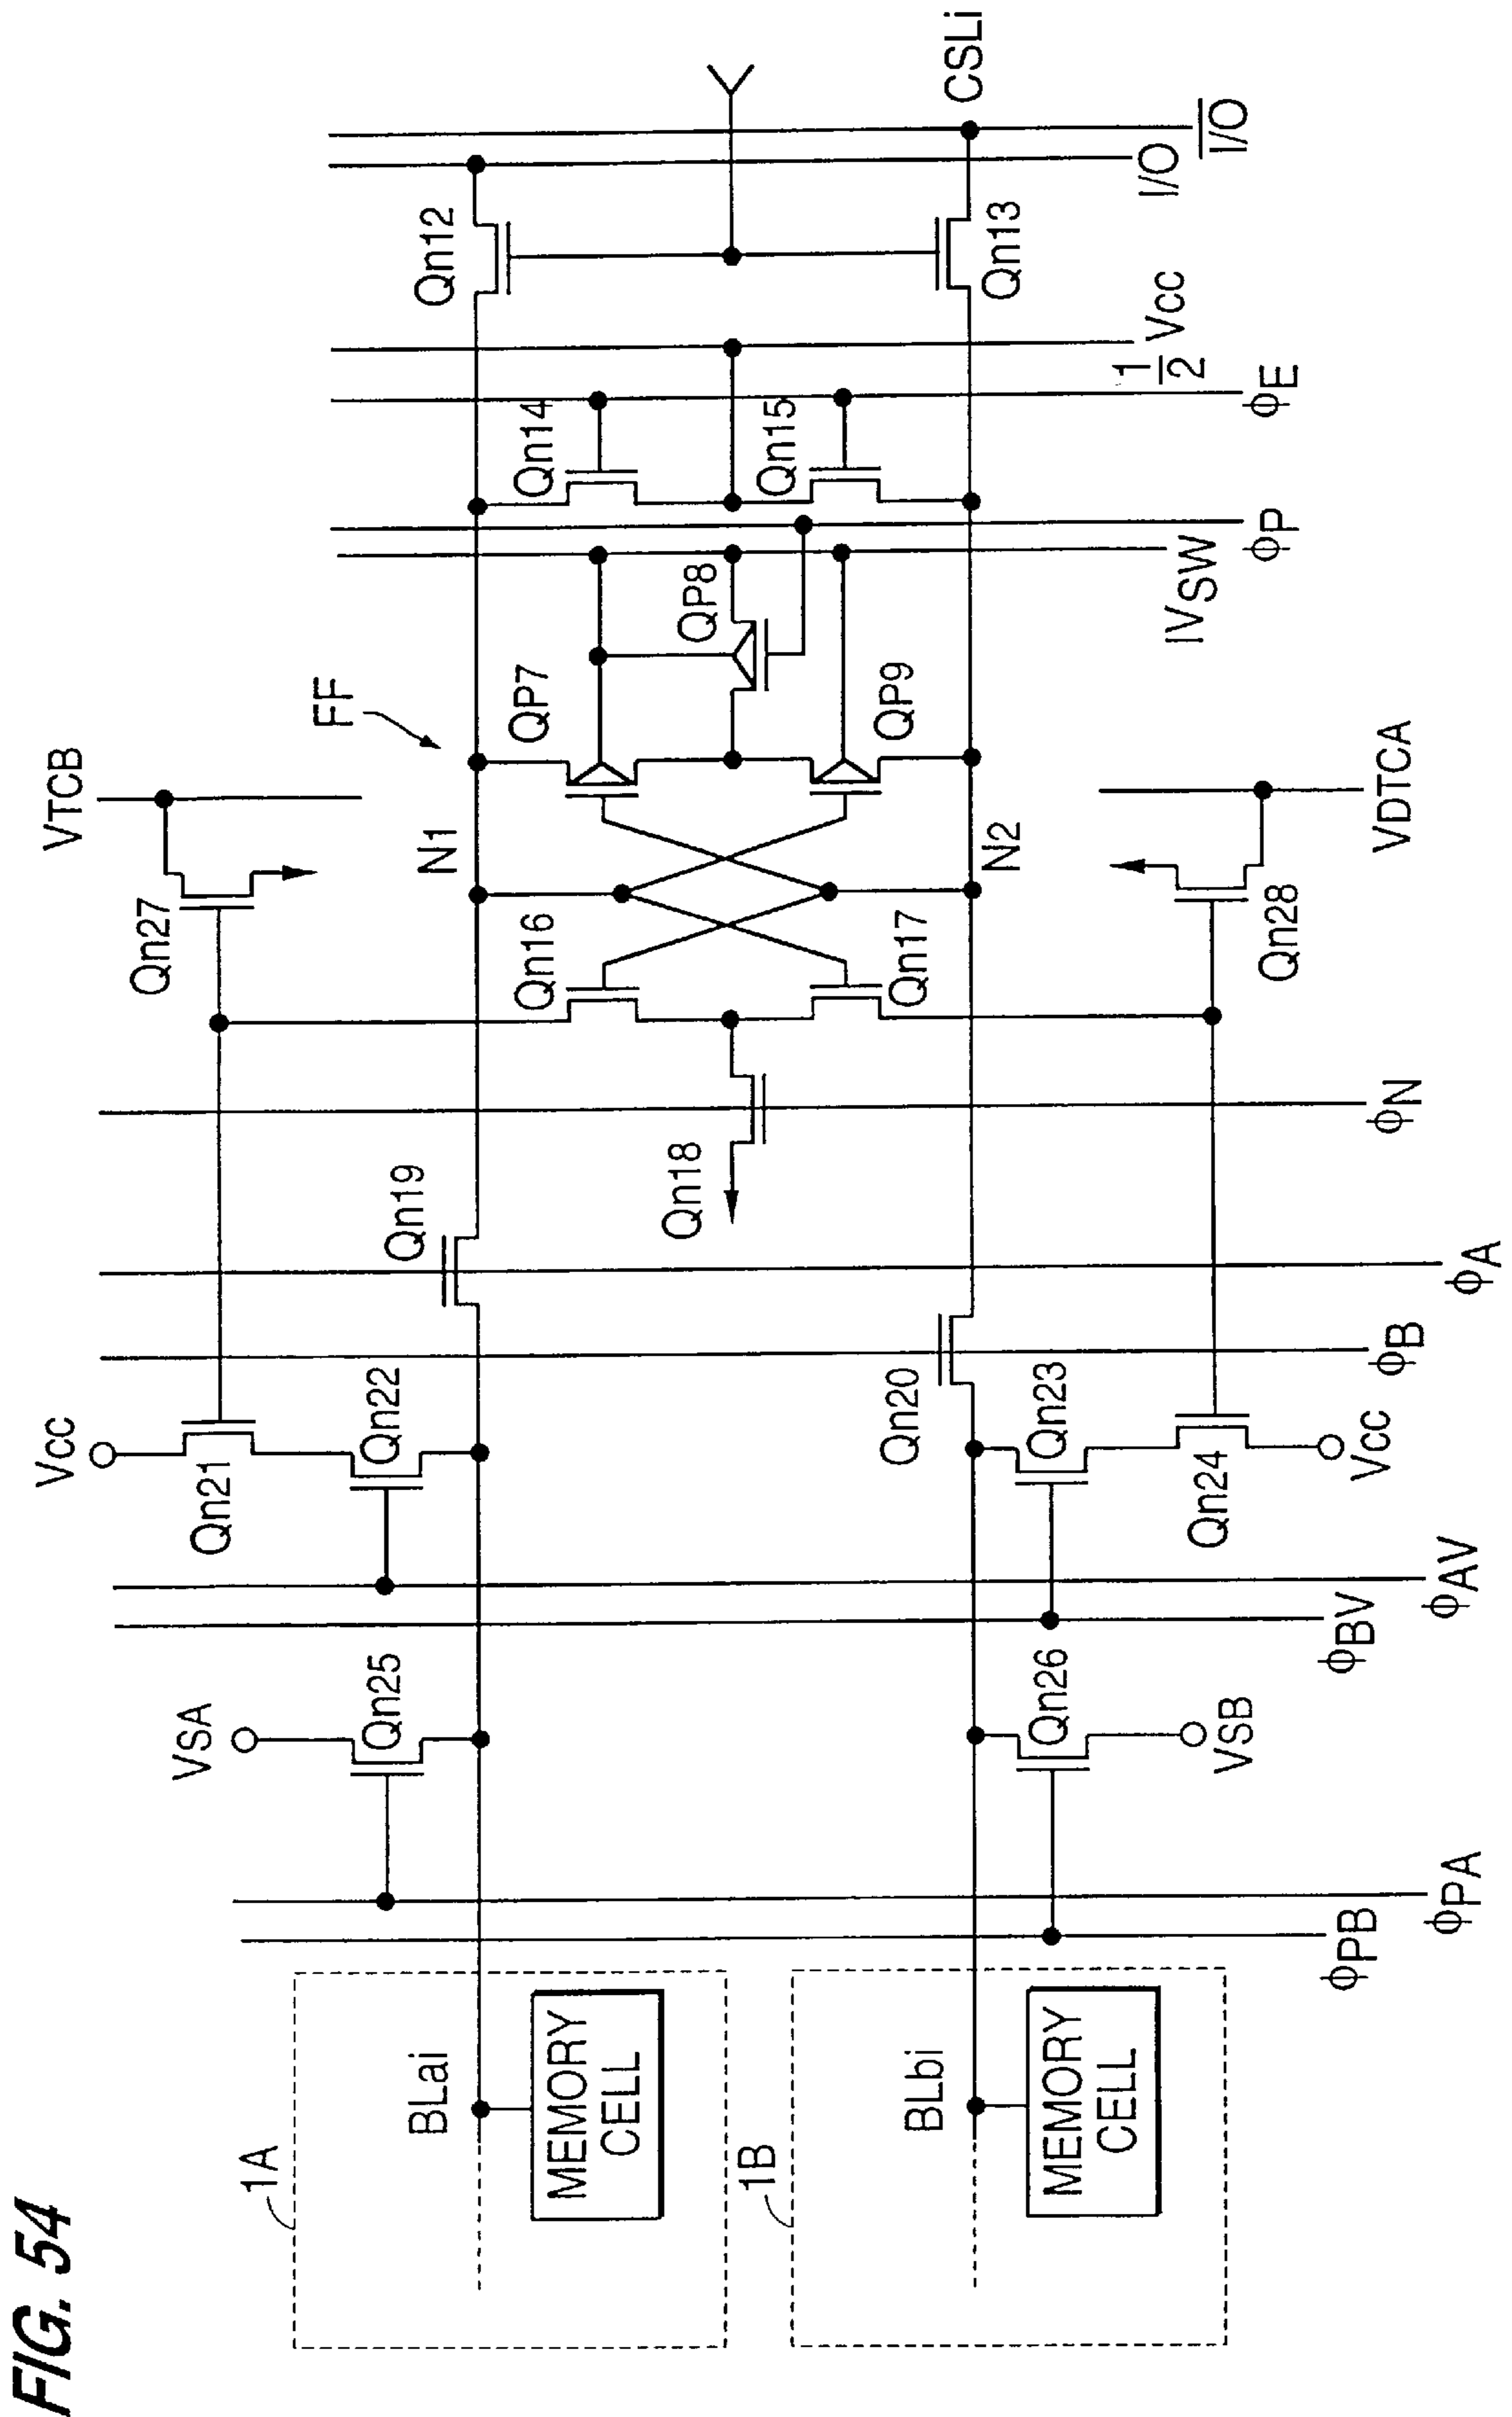 FIG. 54
1A
BLai
MEMORY
CELL
1B
BLbi
MEMORY
CELL
VSA
Qn25
Qn26
VSB
ϕPB
ϕPA
Vcc
Qn21
Qn22
Qn20
Qn23
Qn24
Vcc
ϕBV
ϕAV
Qn19
Qn18
ϕB
ϕA
ϕN
VTCB
Qn27
N1
Qn16
Qn17
N2
Qn28
VDTCA
FF
QP7
QP8
QP9
IVSW
ϕP
Qn14
Qn15
ϕE
1/2 Vcc
Qn12
Qn13
I/O
I/O
CSLi